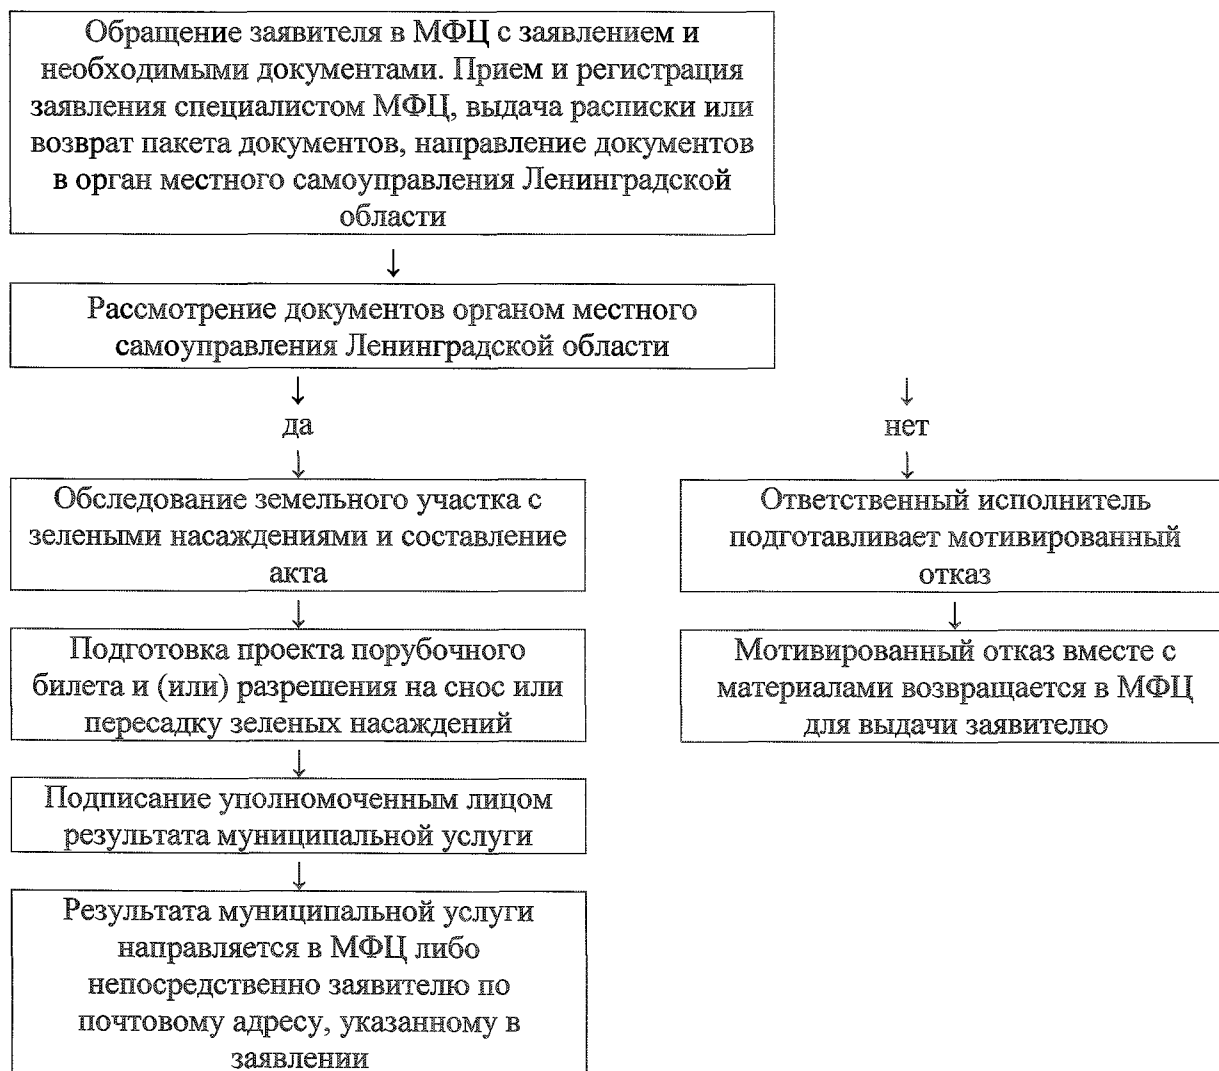 Обращение заявителя в МФЦ с заявлением и
необходимыми документами. Прием и регистрация
заявления специалистом МФЦ, выдача расписки или
возврат пакета документов, направление документов
в орган местного самоуправления Ленинградской
области
↓
Рассмотрение документов органом местного
самоуправления Ленинградской области
↓ ↓
да нет
↓ ↓
Обследование земельного участка с
зелеными насаждениями и составление
акта
Ответственный исполнитель
подготавливает мотивированный
отказ
↓ ↓
Подготовка проекта порубочного
билета и (или) разрешения на снос или
пересадку зеленых насаждений
Мотивированный отказ вместе с
материалами возвращается в МФЦ
для выдачи заявителю
↓
Подписание уполномоченным лицом
результата муниципальной услуги
↓
Результата муниципальной услуги
направляется в МФЦ либо
непосредственно заявителю по
почтовому адресу, указанному в
заявлении